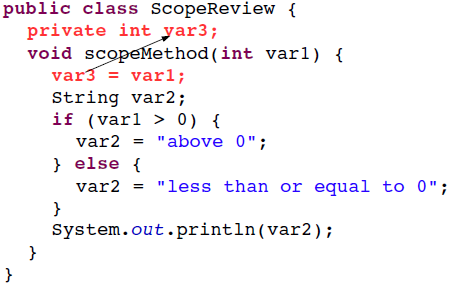 public class ScopeReview {
private int var3;
void scopeMethod(int var1) {
var3 = var1;
String var2;
if (var1 > 0) {
var2 = "above 0";
} else {
var2 = "less than or equal to 0";
}
System.out.println(var2);
}
}